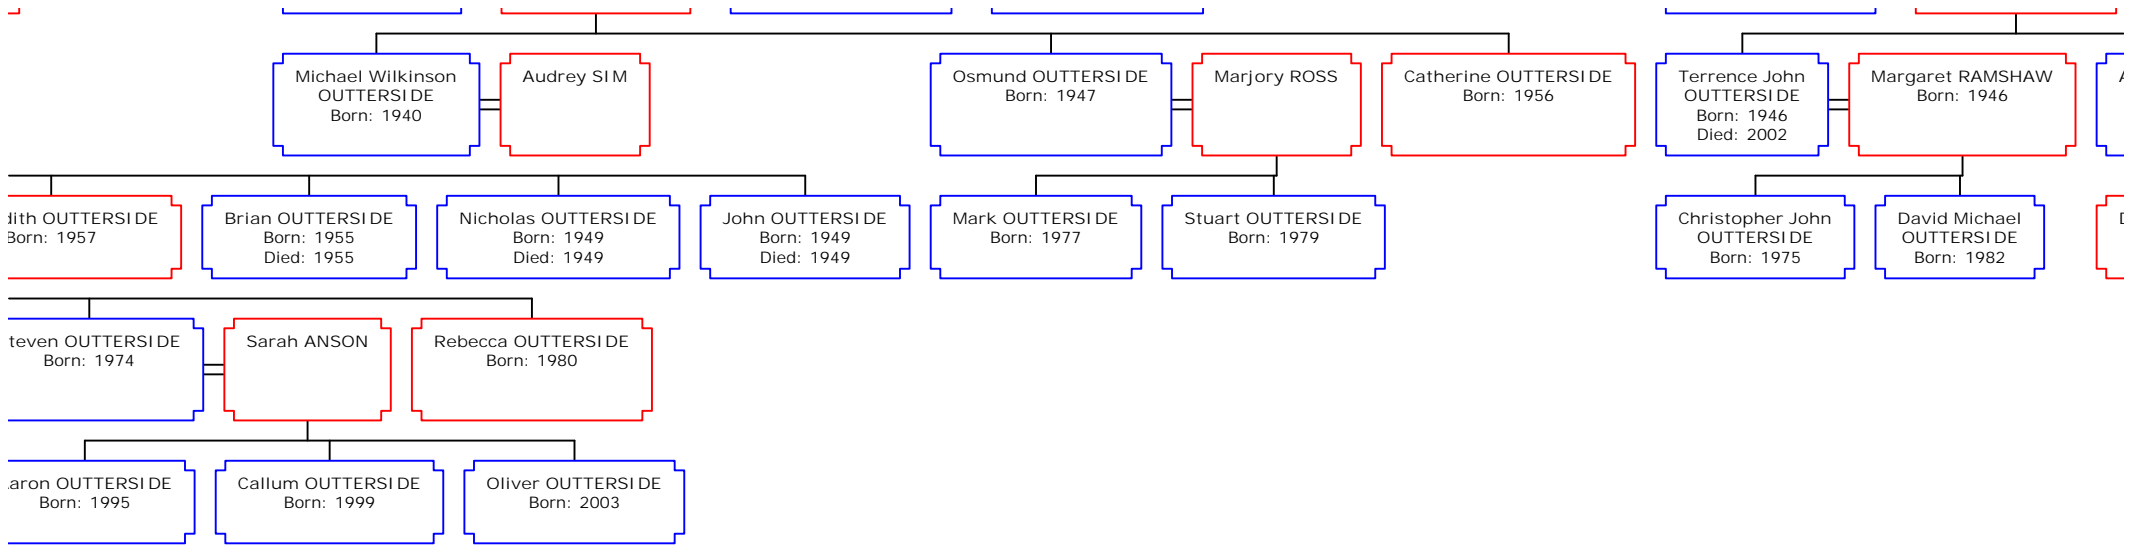 Michael Wilkinson
OUTTERSIDE
Born: 1940
Audrey SIM
Osmund OUTTERSIDE
Born: 1947
Marjory ROSS
Catherine OUTTERSIDE
Born: 1956
Terrence John
OUTTERSIDE
Born: 1946
Died: 2002
Margaret RAMSHAW
Born: 1946
OUTTERSIDE
Born: 1957
Brian OUTTERSIDE
Born: 1955
Died: 1955
Nicholas OUTTERSIDE
Born: 1949
Died: 1949
John OUTTERSIDE
Born: 1949
Died: 1949
Mark OUTTERSIDE
Born: 1977
Stuart OUTTERSIDE
Born: 1979
Christopher John
OUTTERSIDE
Born: 1975
David Michael
OUTTERSIDE
Born: 1982
OUTTERSIDE
Born: 1974
Sarah ANSON
Rebecca OUTTERSIDE
Born: 1980
OUTTERSIDE
Born: 1995
Callum OUTTERSIDE
Born: 1999
Oliver OUTTERSIDE
Born: 2003